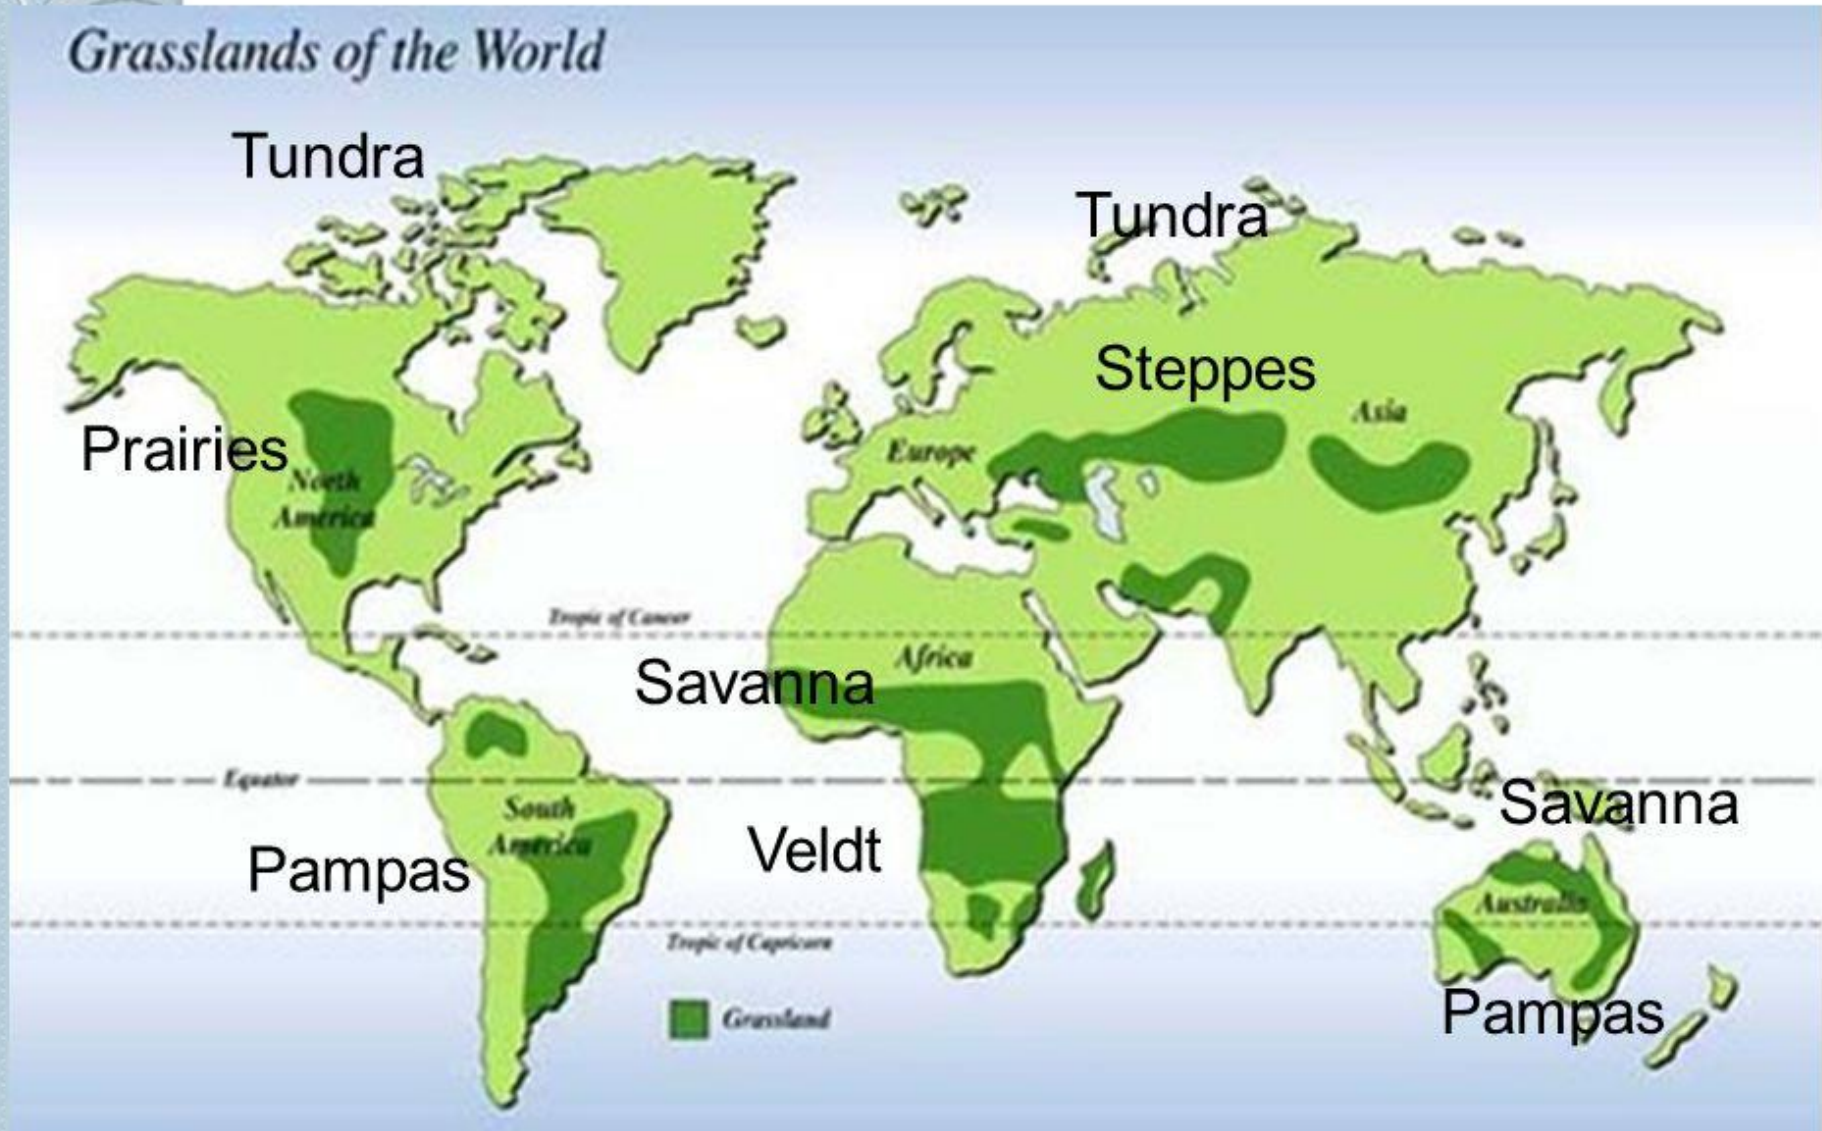 Grasslands of the World
Tundra
Tundra
Steppes
Asia
Prairies
Europe
North
America
Tropic of Cancer
Africa
Savanna
Equator
Savanna
South
America
Veldt
Pampas
Australia
Tropic of Capricorn
Pampas
Grassland